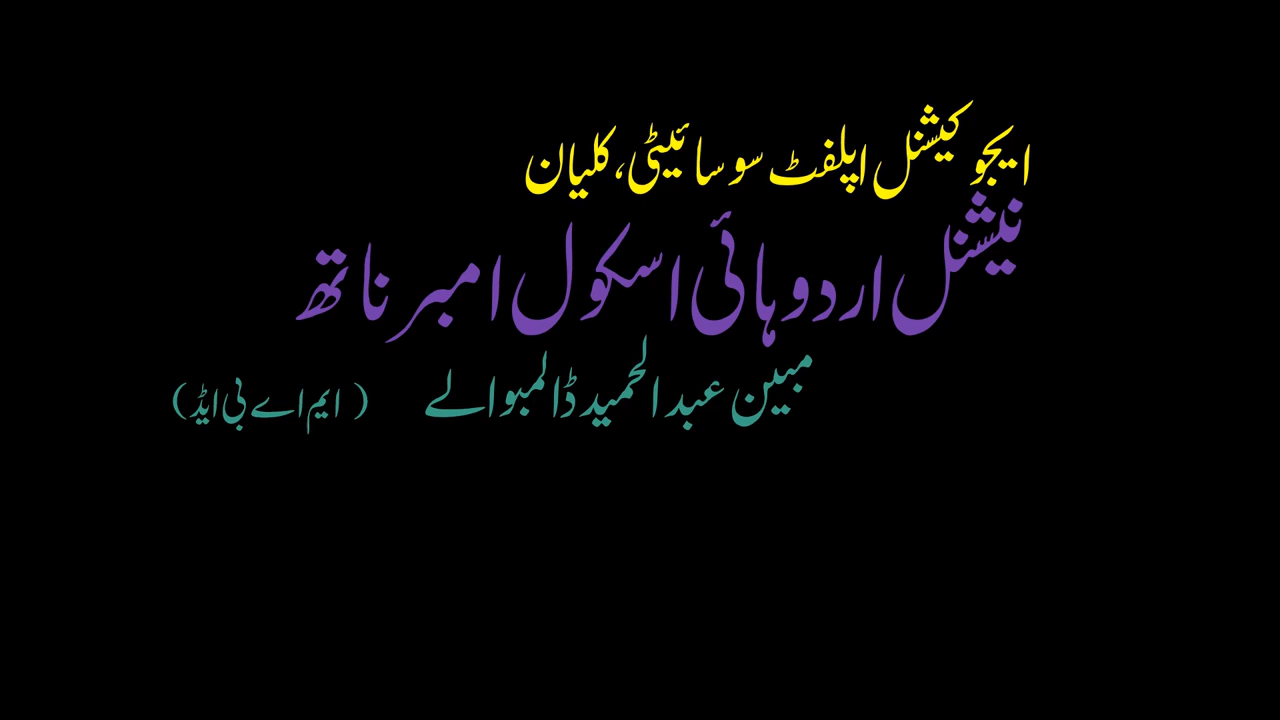 ایجوکیشنل اپلفٹ سوسائیٹی، کلیان
نیشنل اردو ہائی اسکول امبرناتھ
مبین عبدالحمید ڈالمبوالے ( ایم اے بی ایڈ)